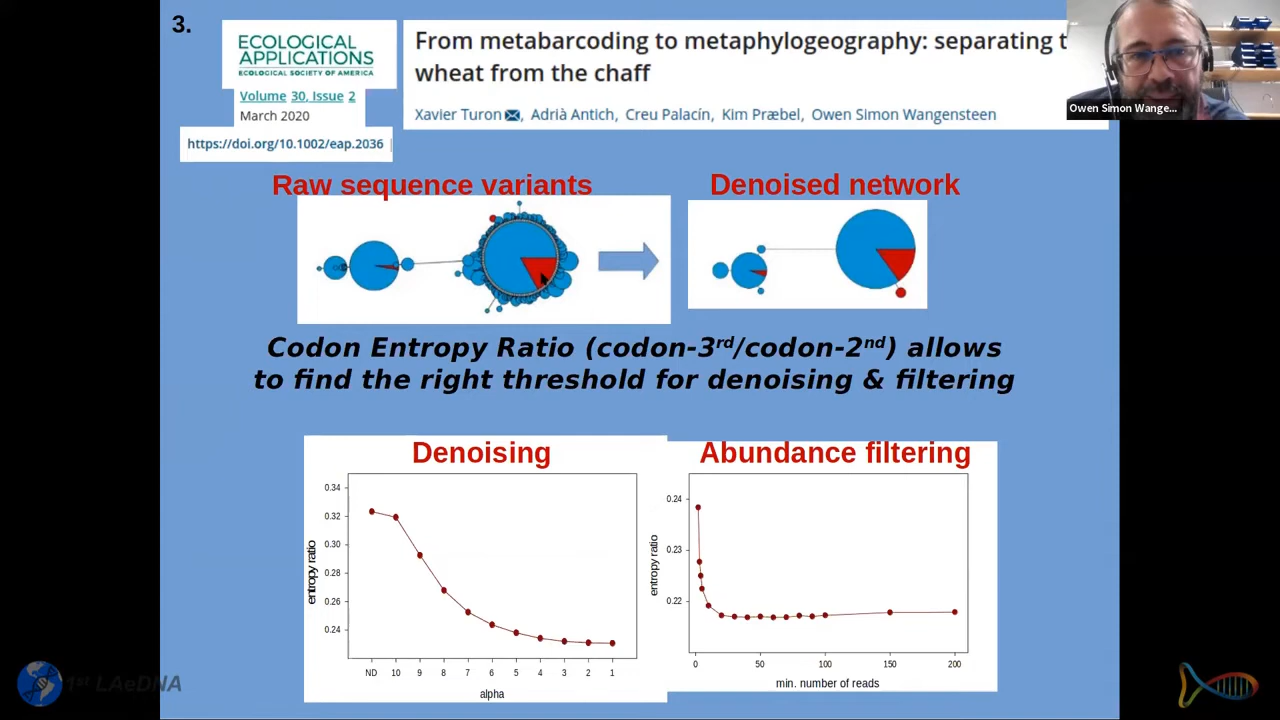 3.
ECOLOGICAL
APPLICATIONS
ECOLOGICAL SOCIETY OF AMERICA
Volume 30, Issue 2
March 2020
https://doi.org/10.1002/eap.2036
From metabarcoding to metaphylogeography: separating t
wheat from the chaff
Xavier Turon, Adrià Antich, Creu Palacín, Kim Præbel, Owen Simon Wangensteen
Owen Simon Wange...
Raw sequence variants
Denoised network
Codon Entropy Ratio (codon-3rd/codon-2nd) allows
to find the right threshold for denoising & filtering
Denoising
entropy ratio
0.34
0.32
0.30
0.28
0.26
0.24
ND 10 9 8 7 6 5 4 3 2 1
alpha
Abundance filtering
entropy ratio
0.24
0.23
0.22
0 50 100 150 200
min. number of reads
1st LAeDNA